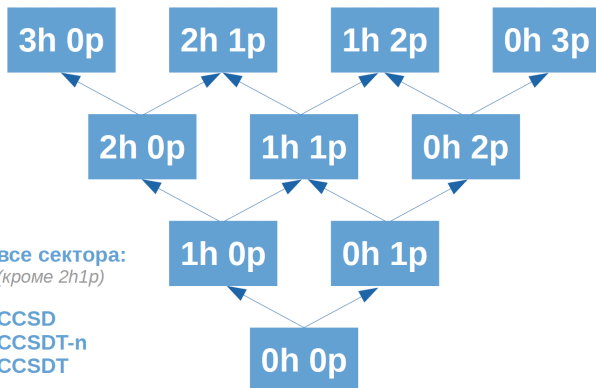 3h 0p 2h 1p 1h 2p 0h 3p
2h 0p 1h 1p 0h 2p
1h 0p 0h 1p
все сектора:
(кроме 2h1p)
CCSD
CCSDT-n
CCSDT
0h 0p